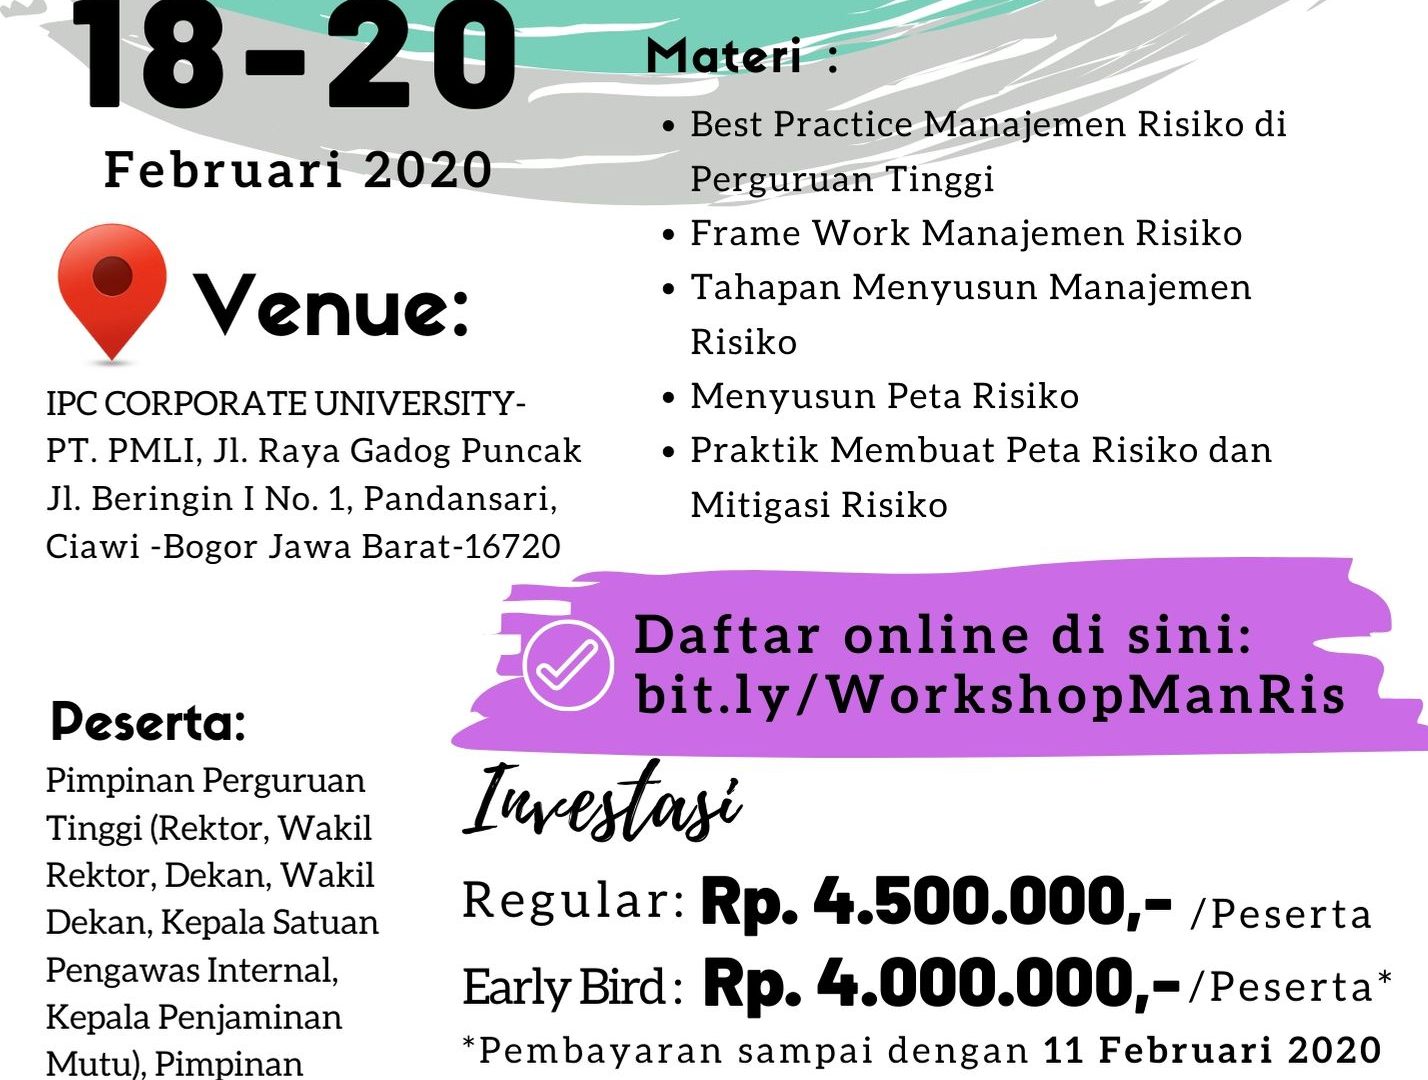 18-20
Februari 2020
Venue:
IPC CORPORATE UNIVERSITY-
PT. PMLI, Jl. Raya Gadog Puncak
Jl. Beringin I No. 1, Pandansari,
Ciawi -Bogor Jawa Barat-16720
Materi :
• Best Practice Manajemen Risiko di
Perguruan Tinggi
• Frame Work Manajemen Risiko
• Tahapan Menyusun Manajemen
Risiko
• Menyusun Peta Risiko
• Praktik Membuat Peta Risiko dan
Mitigasi Risiko
Daftar online di sini:
bit.ly/WorkshopManRis
Peserta:
Pimpinan Perguruan
Tinggi (Rektor, Wakil
Rektor, Dekan, Wakil
Dekan, Kepala Satuan
Pengawas Internal,
Kepala Penjaminan
Mutu), Pimpinan
Investasi
Regular: Rp. 4.500.000,- /Peserta
Early Bird: Rp. 4.000.000,- /Peserta*
*Pembayaran sampai dengan 11 Februari 2020